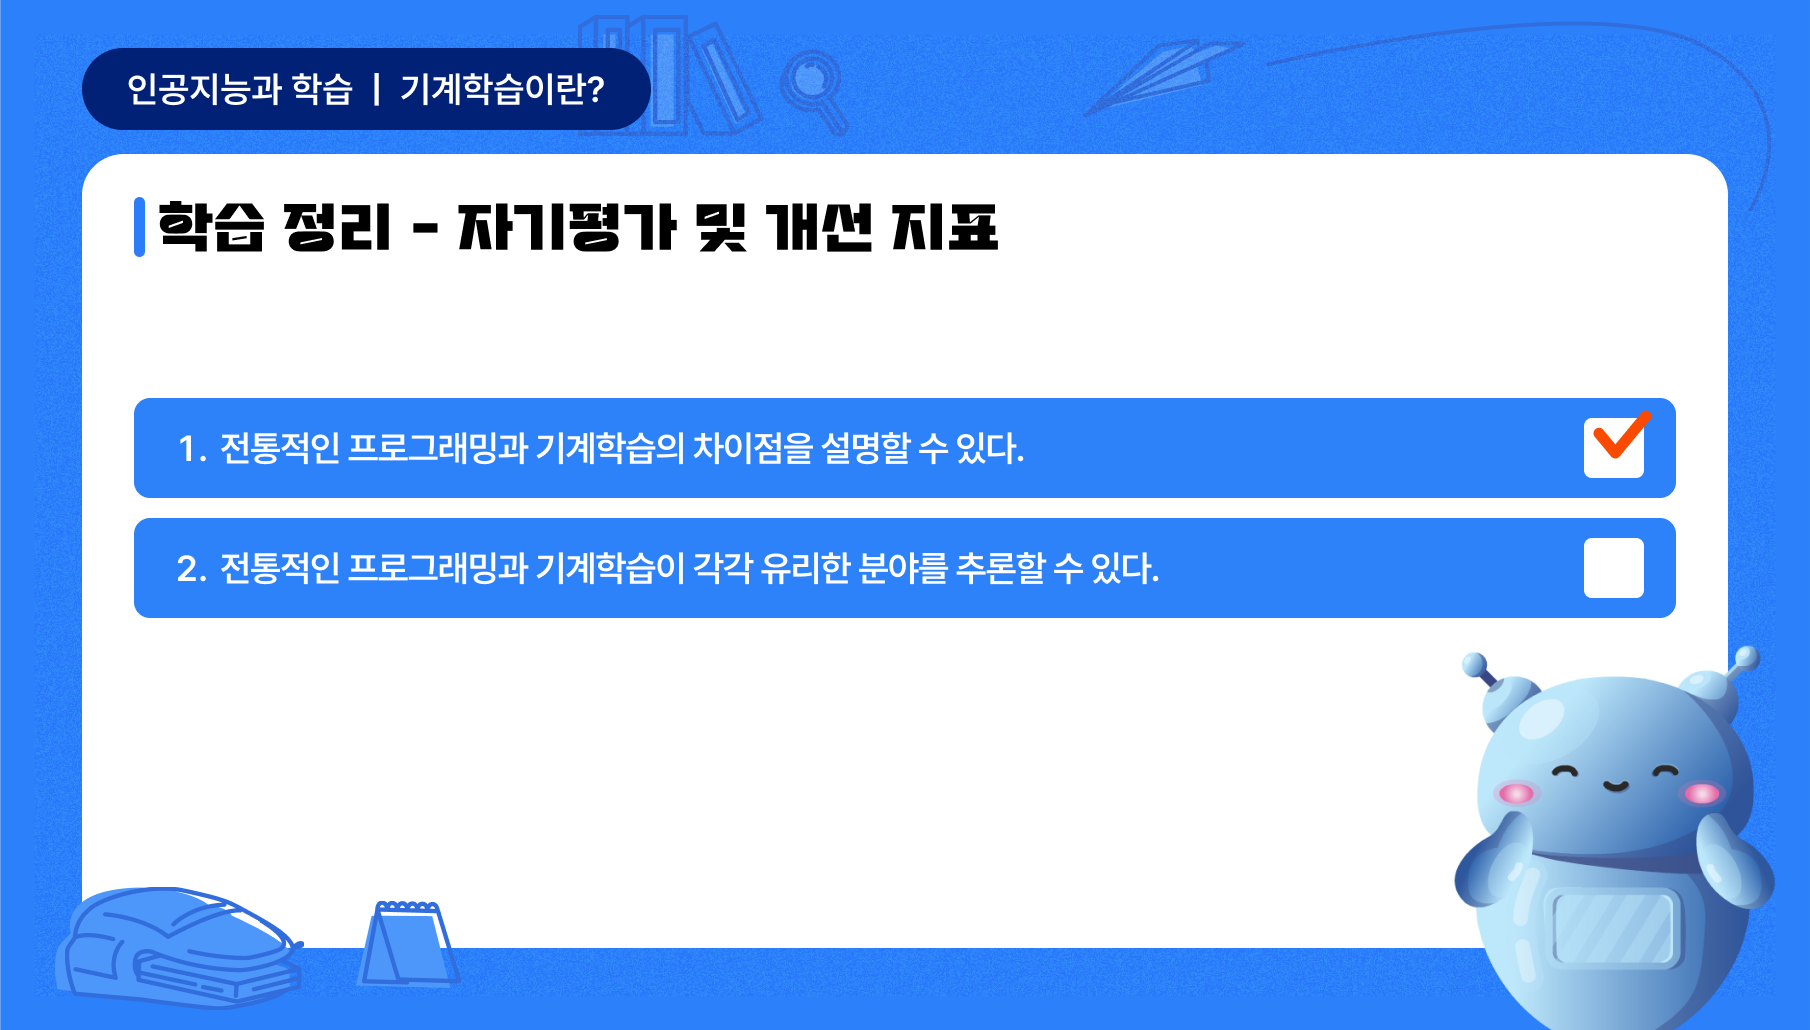 인공지능과 학습 | 기계학습이란?
학습 정리 - 자기평가 및 개선 지표
1. 전통적인 프로그래밍과 기계학습의 차이점을 설명할 수 있다.
2. 전통적인 프로그래밍과 기계학습이 각각 유리한 분야를 추론할 수 있다.